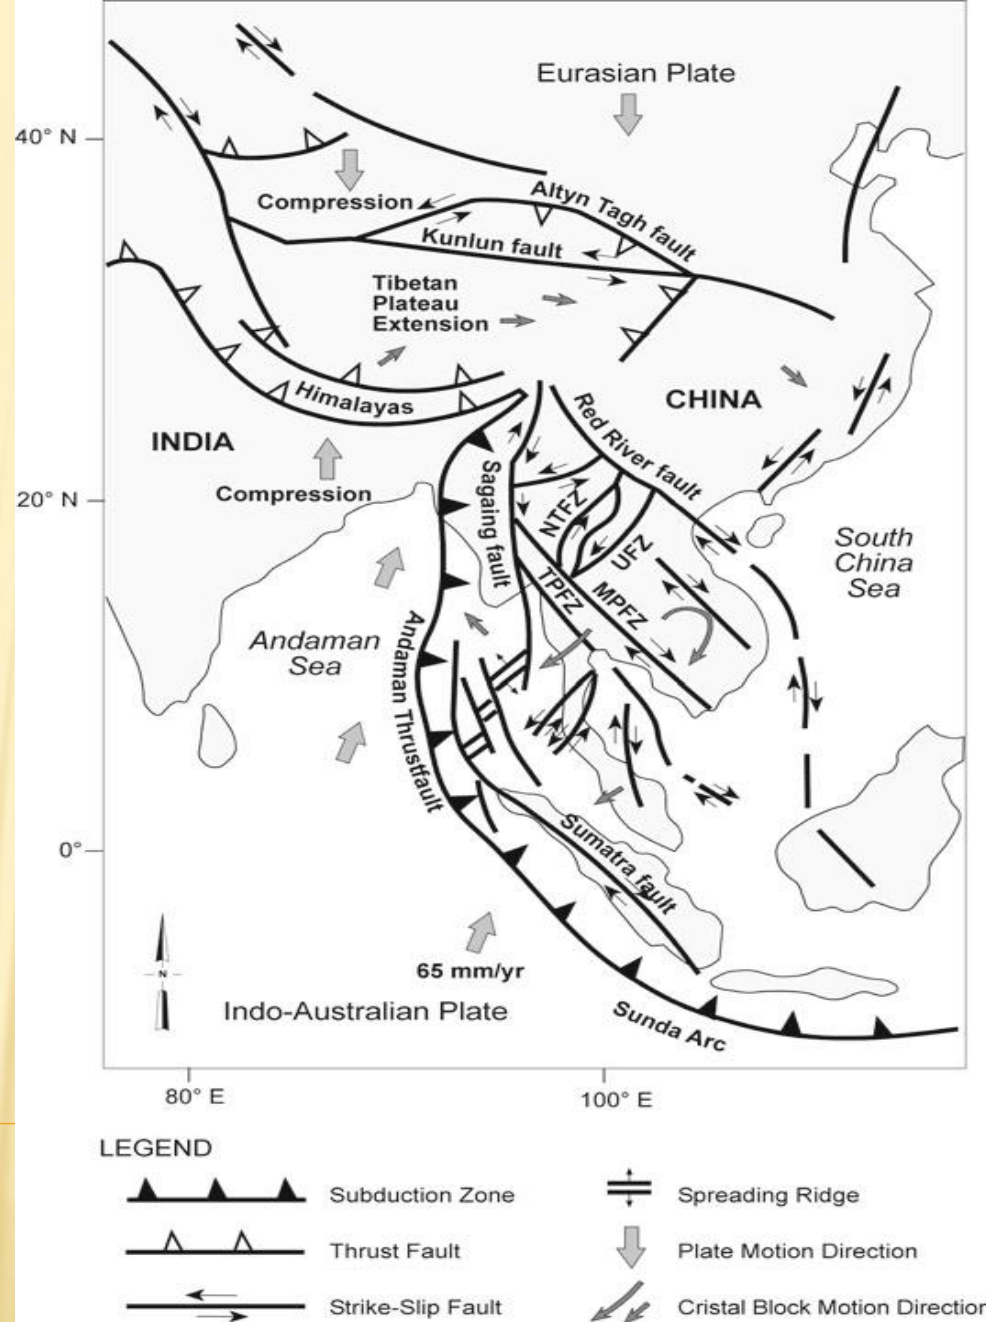 Eurasian Plate
40° N
Compression
Altyn Tagh fault
Kunlun fault
Tibetan
Plateau
Extension
Himalayas
CHINA
INDIA
Red River fault
Compression
20° N
Sagaing fault
NTFZ
UFZ
South
China
Sea
TPFZ
MPFZ
Andaman
Sea
Andaman Thrustfault
0°
Sumatra fault
N
65 mm/yr
Indo-Australian Plate
Sunda Arc
80° E
100° E
LEGEND
Subduction Zone
Spreading Ridge
Thrust Fault
Plate Motion Direction
Strike-Slip Fault
Cristal Block Motion Direction